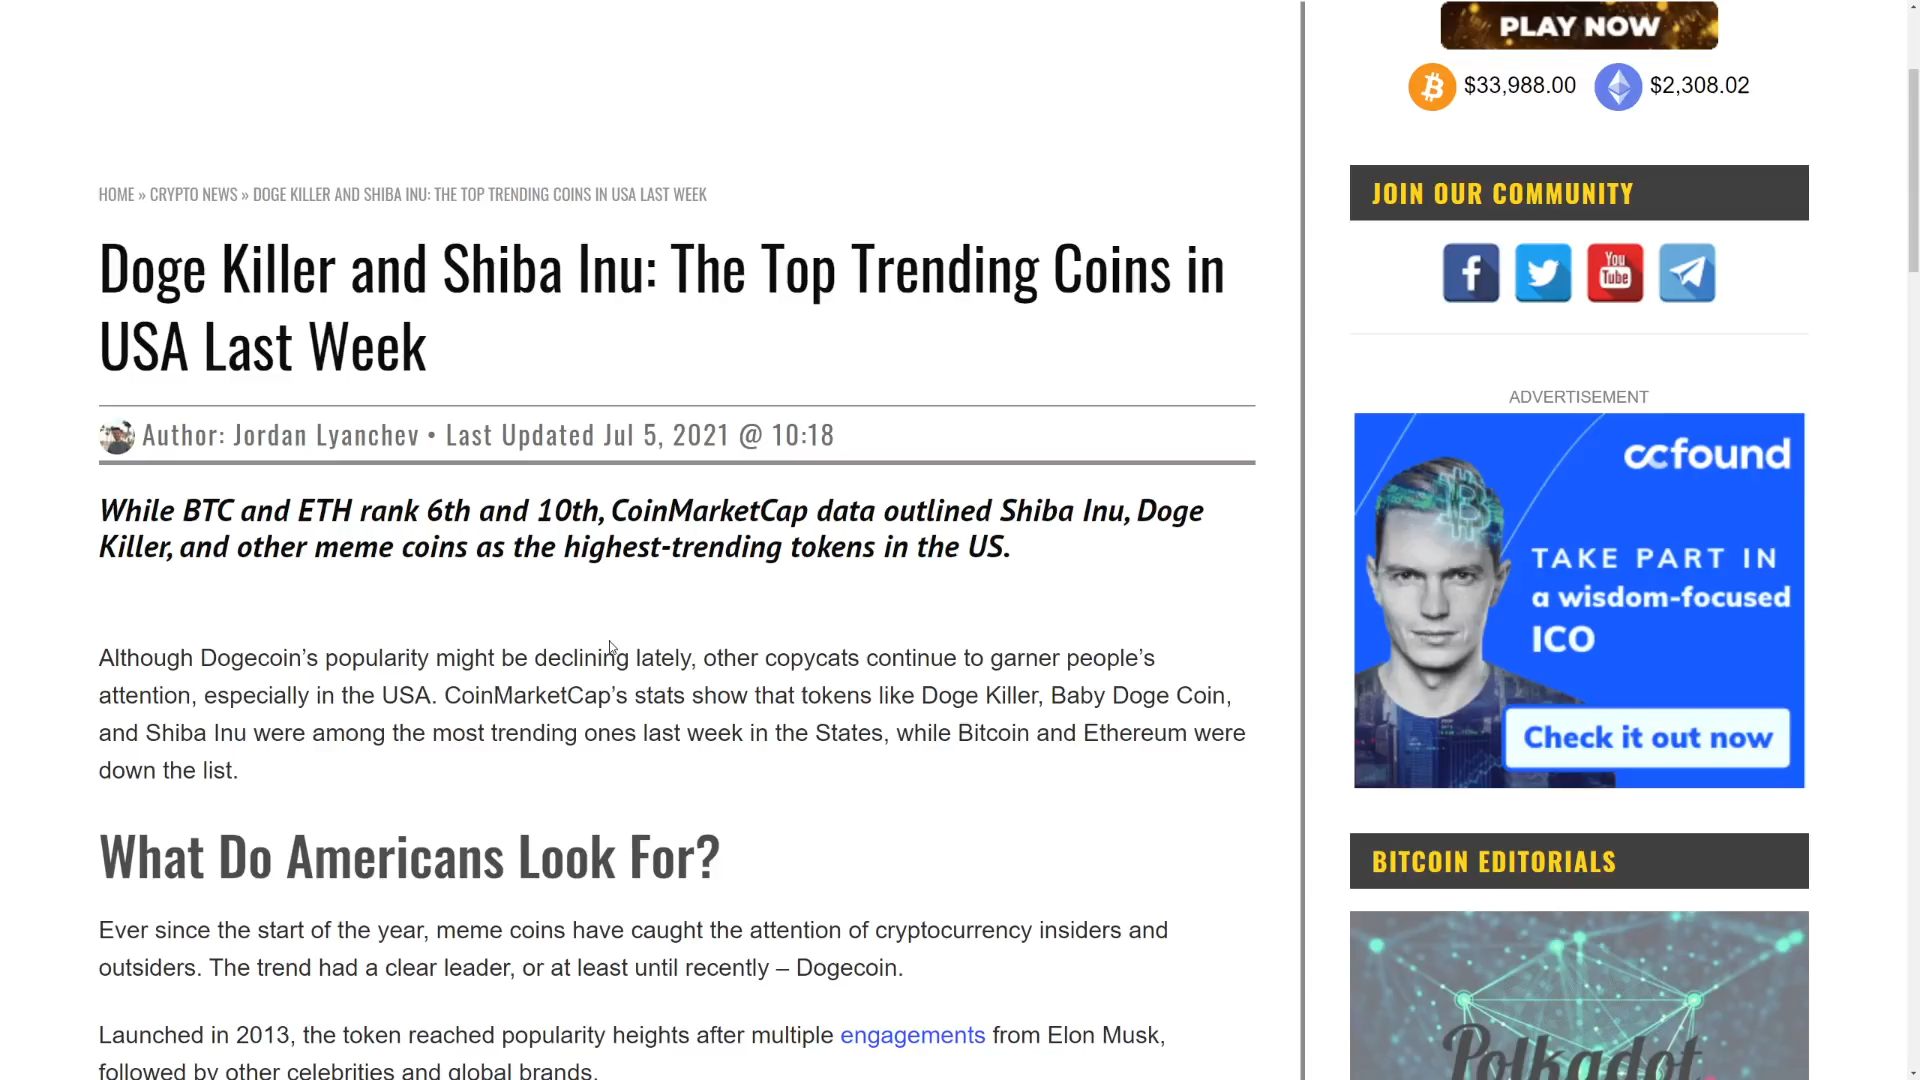 PLAY NOW
$33,988.00 $2,308.02
HOME » CRYPTO NEWS » DOGE KILLER AND SHIBA INU: THE TOP TRENDING COINS IN USA LAST WEEK
Doge Killer and Shiba Inu: The Top Trending Coins in
USA Last Week
Author: Jordan Lyanchev • Last Updated Jul 5, 2021 @ 10:18
While BTC and ETH rank 6th and 10th, CoinMarketCap data outlined Shiba Inu, Doge
Killer, and other meme coins as the highest-trending tokens in the US.
Although Dogecoin’s popularity might be declining lately, other copycats continue to garner people’s
attention, especially in the USA. CoinMarketCap’s stats show that tokens like Doge Killer, Baby Doge Coin,
and Shiba Inu were among the most trending ones last week in the States, while Bitcoin and Ethereum were
down the list.
What Do Americans Look For?
Ever since the start of the year, meme coins have caught the attention of cryptocurrency insiders and
outsiders. The trend had a clear leader, or at least until recently – Dogecoin.
Launched in 2013, the token reached popularity heights after multiple engagements from Elon Musk,
followed by other celebrities and global brands.
JOIN OUR COMMUNITY
You
Tube
ADVERTISEMENT
ccfound
TAKE PART IN
a wisdom-focused
ICO
Check it out now
BITCOIN EDITORIALS
Polkadot